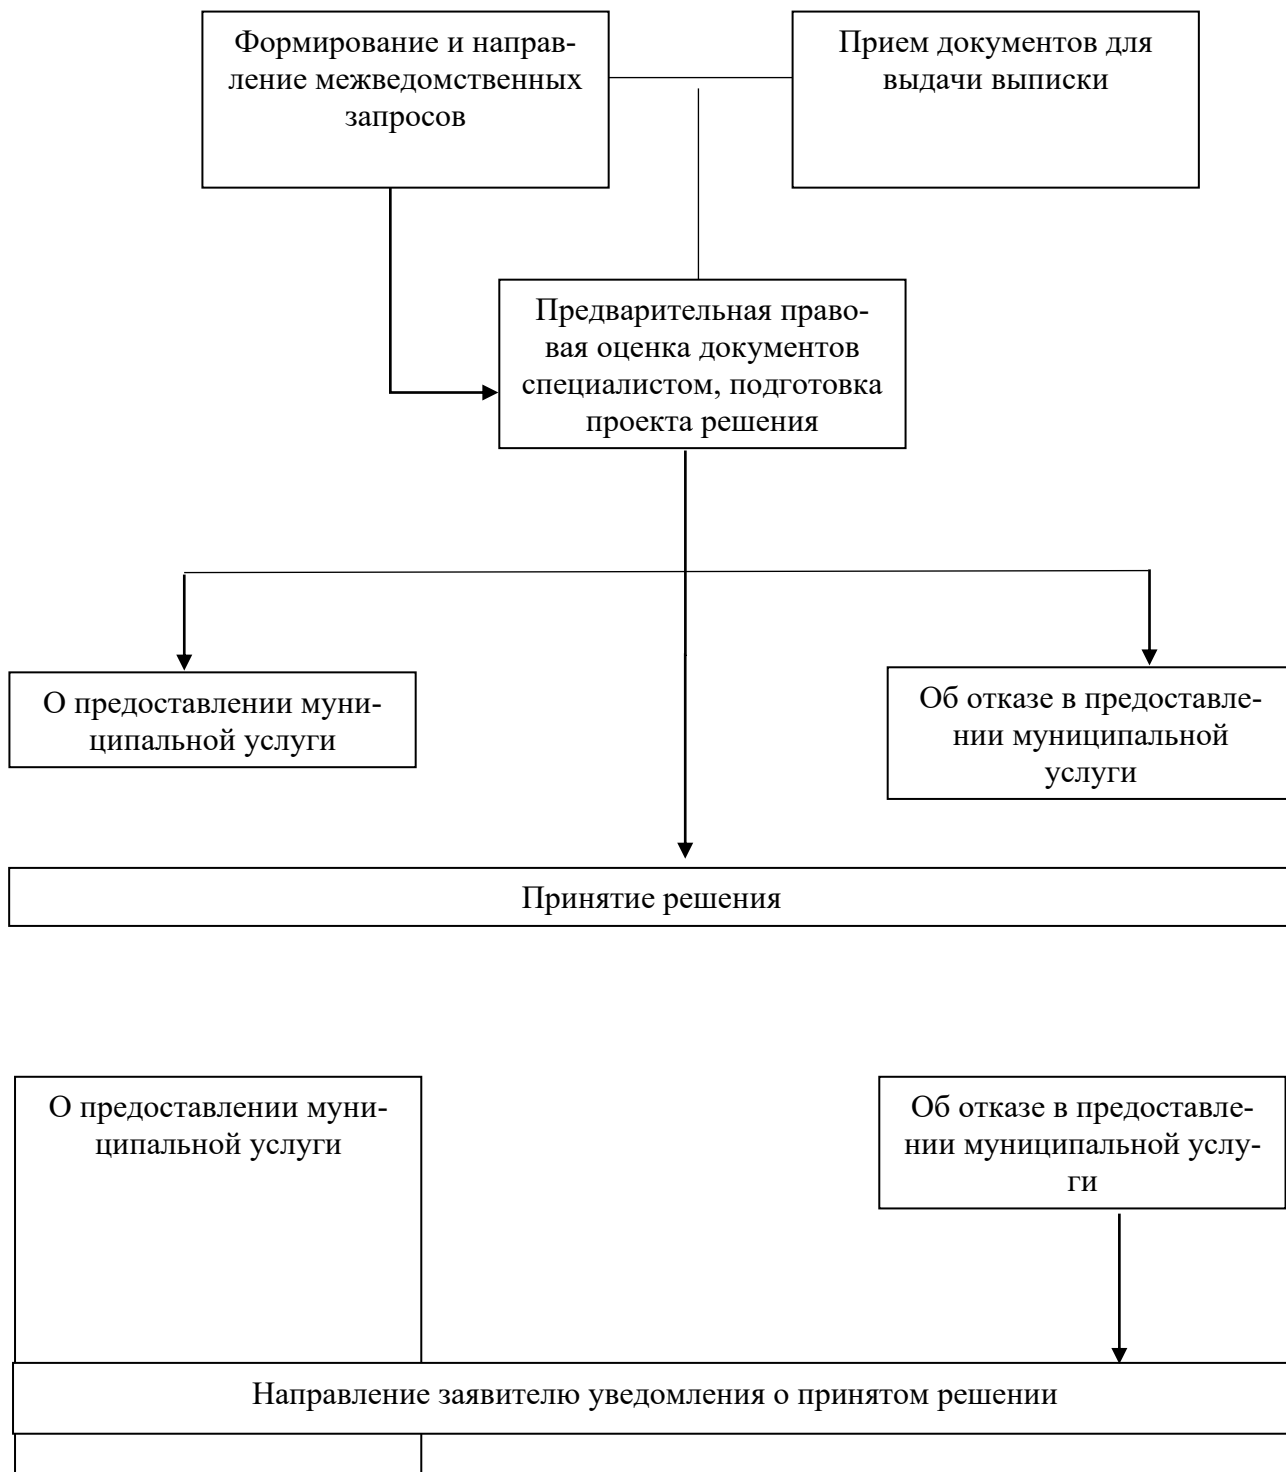 Формирование и направ-
ление межведомственных
запросов
Прием документов для
выдачи выписки
Предварительная право-
вая оценка документов
специалистом, подготовка
проекта решения
О предоставлении муни-
ципальной услуги
Об отказе в предоставле-
нии муниципальной
услуги
Принятие решения
О предоставлении муни-
ципальной услуги
Об отказе в предоставле-
нии муниципальной услу-
ги
Направление заявителю уведомления о принятом решении